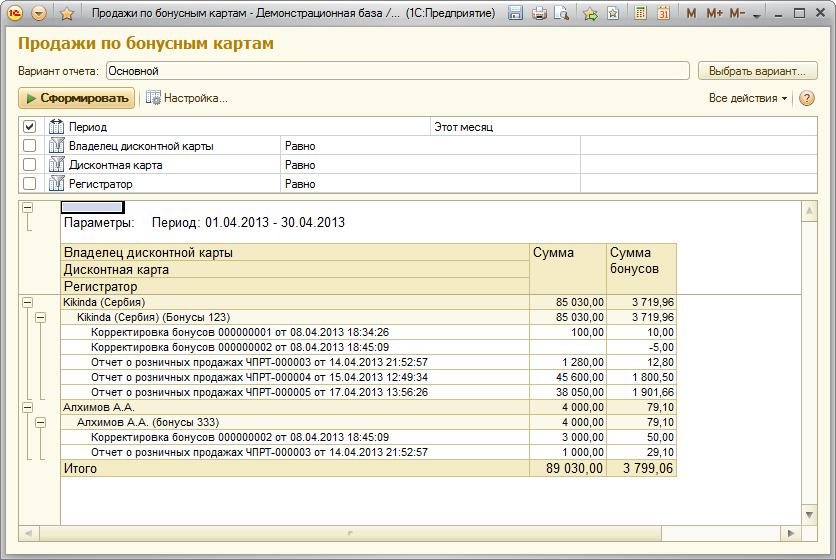 Продажи по бонусным картам - Демонстрационная база /... (1С:Предприятие)
M M+ M-
Продажи по бонусным картам
Вариант отчета: Основной Выбрать вариант...
Сформировать Настройка... Все действия ?
Период Этот месяц
Владелец дисконтной карты Равно
Дисконтная карта Равно
Регистратор Равно
Параметры: Период: 01.04.2013 - 30.04.2013
Владелец дисконтной карты Сумма Сумма
Дисконтная карта бонусов
Регистратор
Kikinda (Сербия) 85 030,00 3 719,96
Kikinda (Сербия) (Бонусы 123) 85 030,00 3 719,96
Корректировка бонусов 000000001 от 08.04.2013 18:34:26 100,00 10,00
Корректировка бонусов 000000002 от 08.04.2013 18:45:09 -5,00
Отчет о розничных продажах ЧПРТ-000003 от 14.04.2013 21:52:57 1 280,00 12,80
Отчет о розничных продажах ЧПРТ-000004 от 15.04.2013 12:49:34 45 600,00 1 800,50
Отчет о розничных продажах ЧПРТ-000005 от 17.04.2013 13:56:26 38 050,00 1 901,66
Алхимов А.А. 4 000,00 79,10
Алхимов А.А. (бонусы 333) 4 000,00 79,10
Корректировка бонусов 000000002 от 08.04.2013 18:45:09 3 000,00 50,00
Отчет о розничных продажах ЧПРТ-000003 от 14.04.2013 21:52:57 1 000,00 29,10
Итого 89 030,00 3 799,06